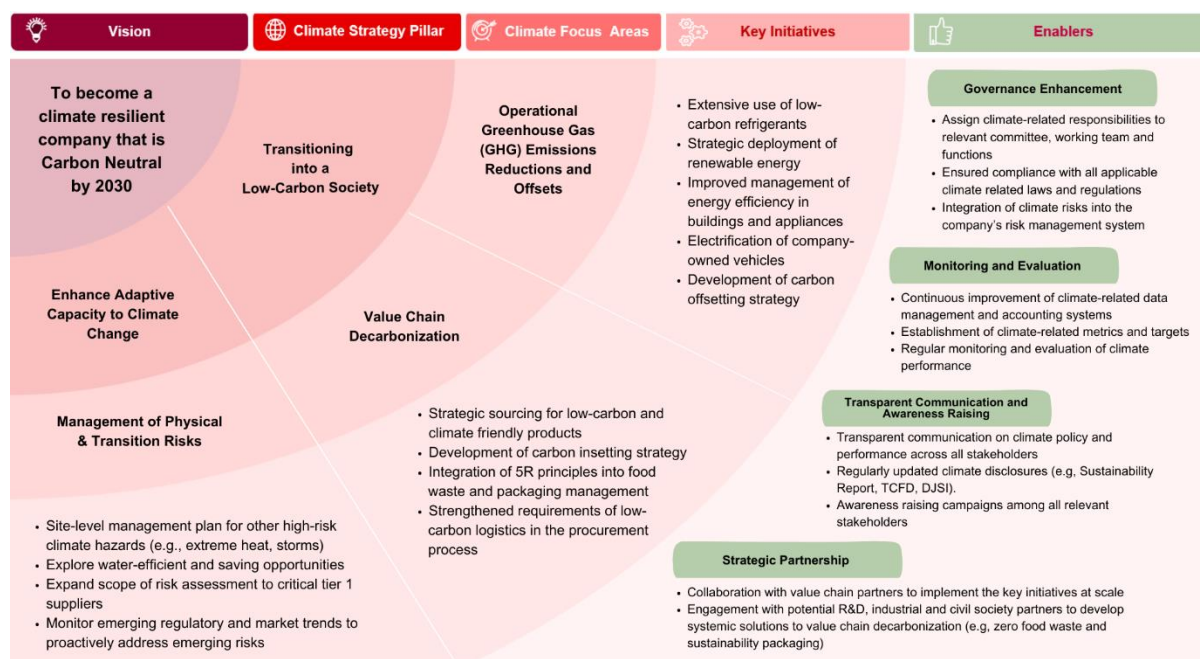 Vision
Climate Strategy Pillar
Climate Focus Areas
Key Initiatives
Enablers
To become a
climate resilient
company that is
Carbon Neutral
by 2030
Transitioning
into a
Low-Carbon Society
Enhance Adaptive
Capacity to Climate
Change
Operational
Greenhouse Gas
(GHG) Emissions
Reductions and
Offsets
Value Chain
Decarbonization
Management of Physical
& Transition Risks
• Extensive use of low-
carbon refrigerants
• Strategic deployment of
renewable energy
• Improved management of
energy efficiency in
buildings and appliances
• Electrification of company-
owned vehicles
• Development of carbon
offsetting strategy
• Strategic sourcing for low-carbon and
climate friendly products
• Development of carbon insetting strategy
• Integration of 5R principles into food
waste and packaging management
• Strengthened requirements of low-
carbon logistics in the procurement
process
• Site-level management plan for other high-risk
climate hazards (e.g., extreme heat, storms)
• Explore water-efficient and saving opportunities
• Expand scope of risk assessment to critical tier 1
suppliers
• Monitor emerging regulatory and market trends to
proactively address emerging risks
Governance Enhancement
• Assign climate-related responsibilities to
relevant committee, working team and
functions
• Ensured compliance with all applicable
climate related laws and regulations
• Integration of climate risks into the
company's risk management system
Monitoring and Evaluation
• Continuous improvement of climate-related data
management and accounting systems
• Establishment of climate-related metrics and targets
• Regular monitoring and evaluation of climate
performance
Transparent Communication and
Awareness Raising
• Transparent communication on climate policy and
performance across all stakeholders
• Regularly updated climate disclosures (e.g, Sustainability
Report, TCFD, DJSI).
• Awareness raising campaigns among all relevant
stakeholders
Strategic Partnership
• Collaboration with value chain partners to implement the key initiatives at scale
• Engagement with potential R&D, industrial and civil society partners to develop
systemic solutions to value chain decarbonization (e.g, zero food waste and
sustainability packaging)